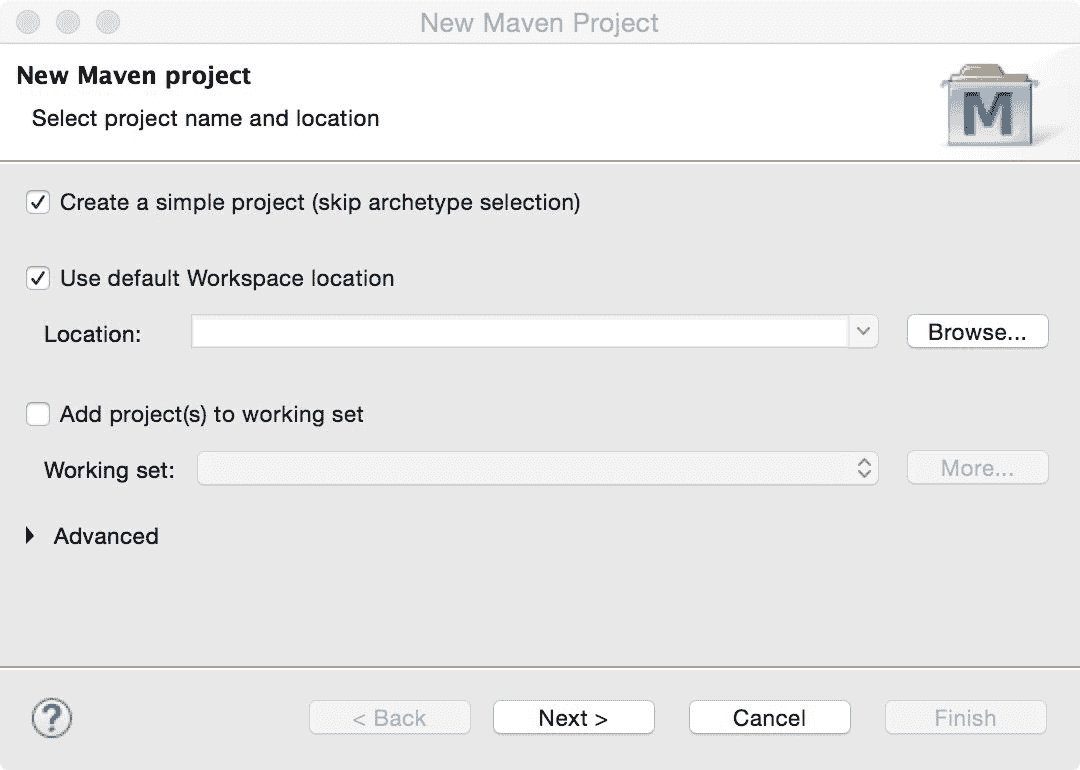 New Maven Project
New Maven project
Select project name and location
M
Create a simple project (skip archetype selection)
Use default Workspace location
Location:
Browse...
Add project(s) to working set
Working set:
More...
Advanced
?
< Back
Next >
Cancel
Finish